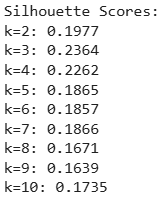 Silhouette Scores:
k=2: 0.1977
k=3: 0.2364
k=4: 0.2262
k=5: 0.1865
k=6: 0.1857
k=7: 0.1866
k=8: 0.1671
k=9: 0.1639
k=10: 0.1735